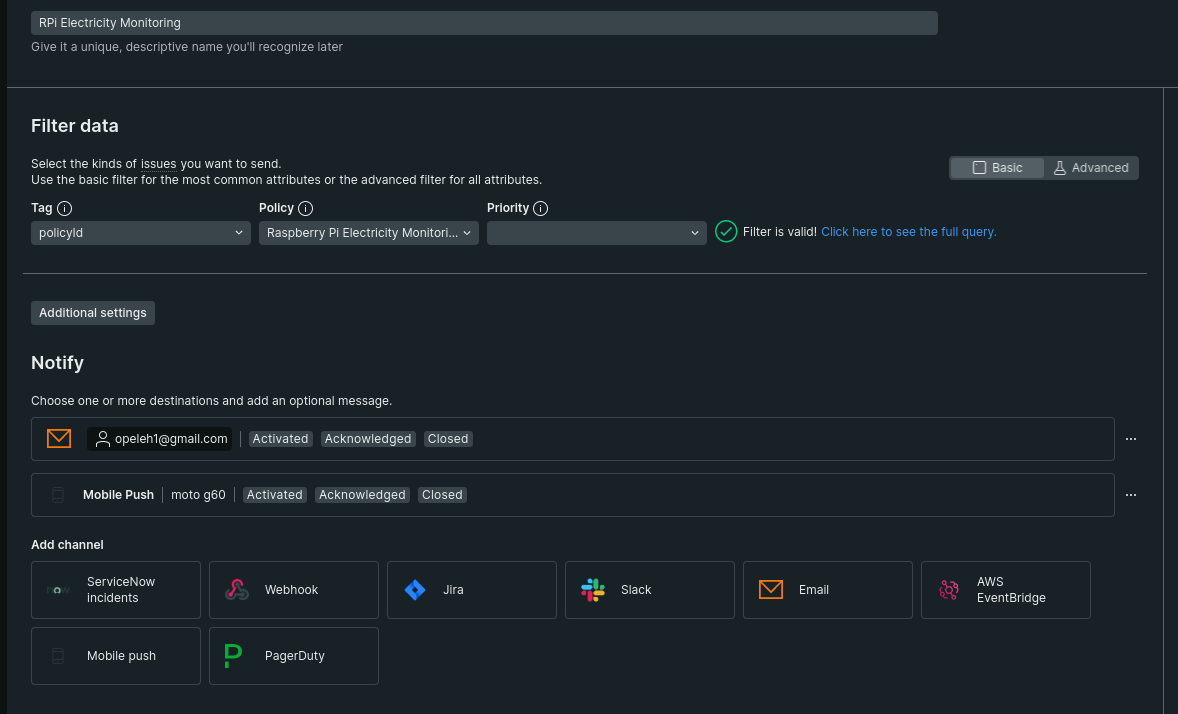 RPi Electricity Monitoring
Give it a unique, descriptive name you'll recognize later
Filter data
Select the kinds of issues you want to send.
Use the basic filter for the most common attributes or the advanced filter for all attributes.
Basic Advanced
Tag Policy Priority
policyId Raspberry Pi Electricity Monitori... Filter is valid! Click here to see the full query.
Additional settings
Notify
Choose one or more destinations and add an optional message.
opeleh1@gmail.com Activated Acknowledged Closed
Mobile Push moto g60 Activated Acknowledged Closed
Add channel
now ServiceNow incidents
Webhook
Jira
Slack
Email
AWS EventBridge
Mobile push
PagerDuty